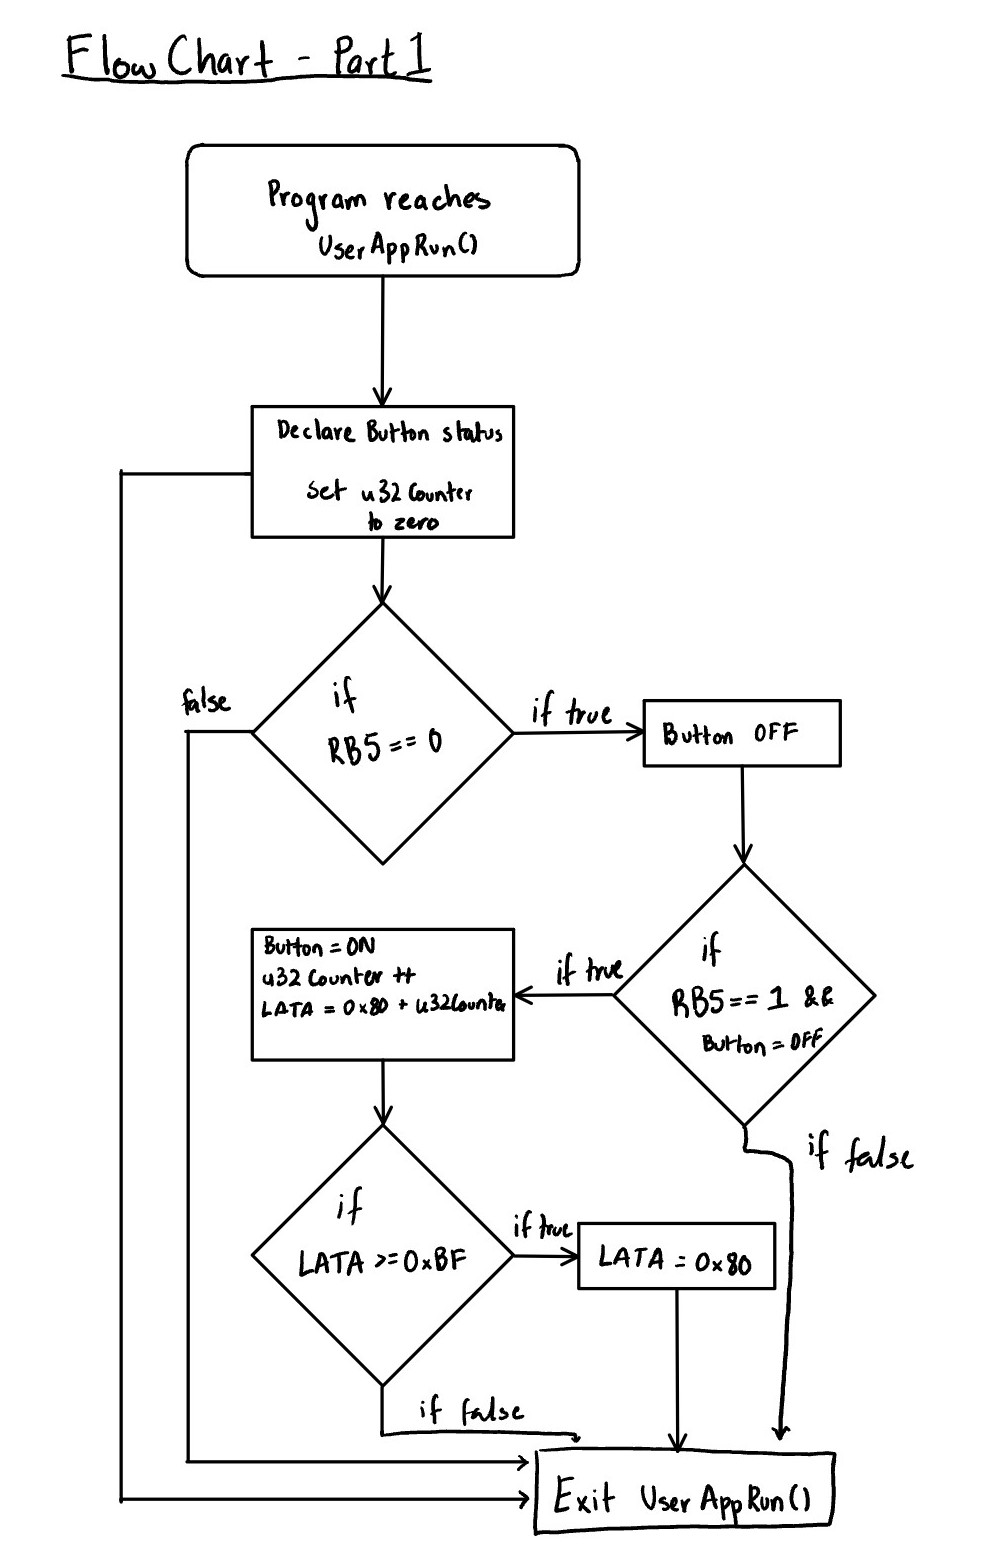 Flow Chart - Part 1
Program reaches
UserAppRun()
Declare Button status
set u32Counter
to zero
false
if
RB5 == 0
if true
Button OFF
Button = ON
u32 Counter ++
LATA = 0x80 + u32Counter
if true
if
RB5 == 1 &&
Button = OFF
if false
if
LATA >= 0xBF
if true
LATA = 0x80
if false
Exit UserAppRun()